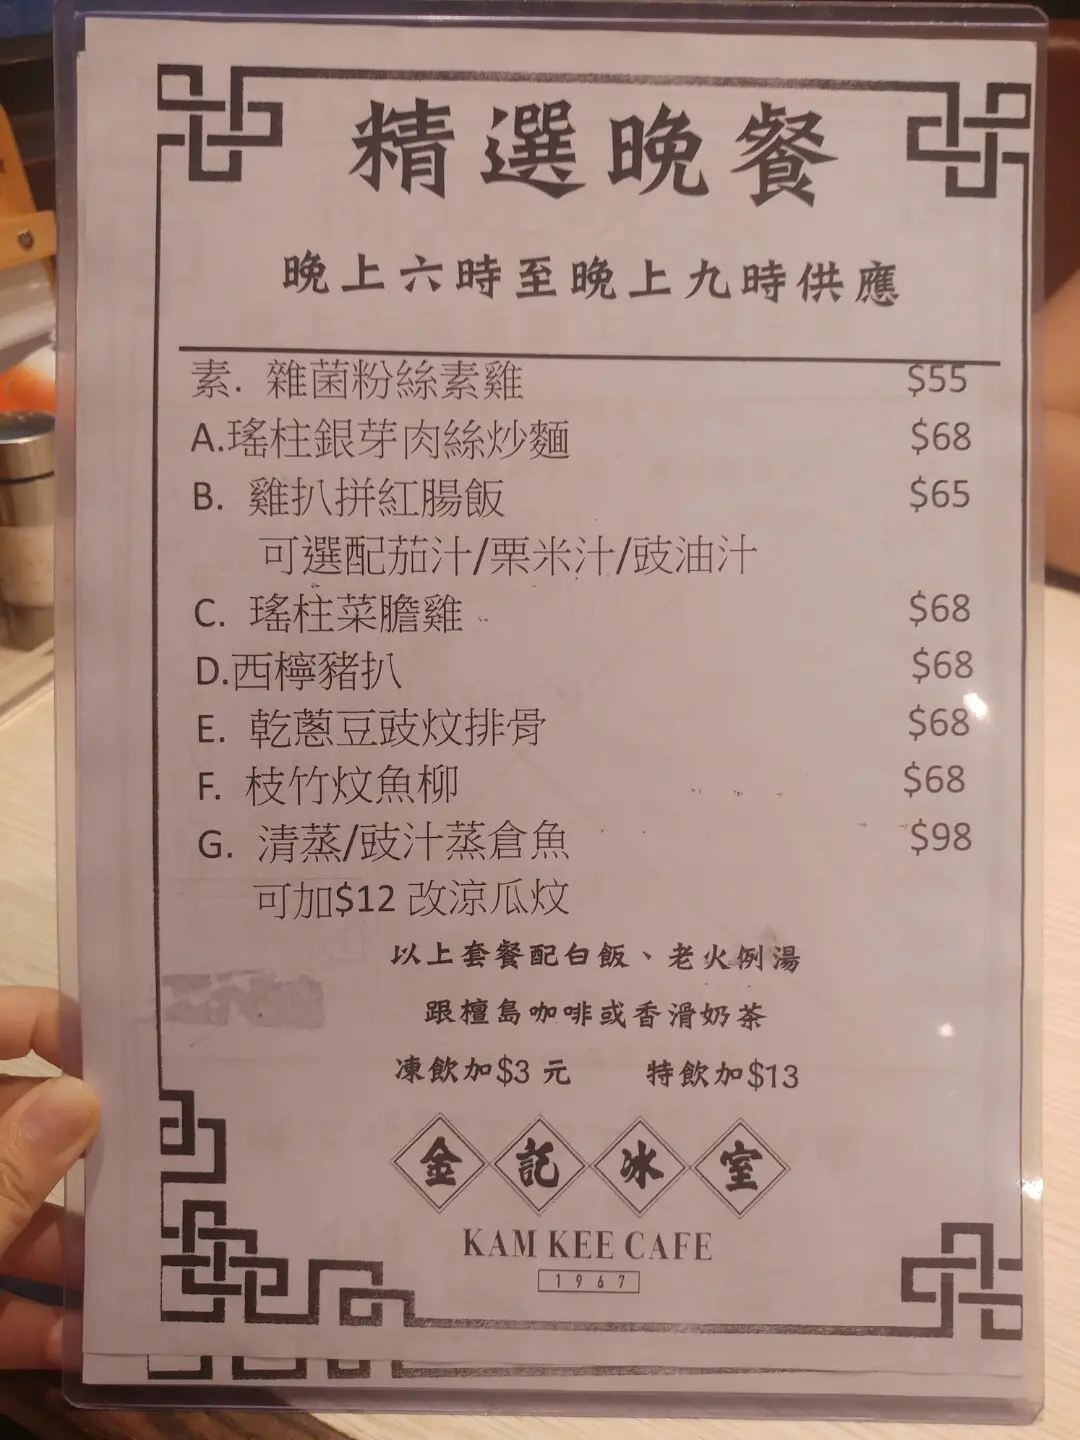 精選晚餐
晚上六時至晚上九時供應
素. 雜菌粉絲素雞 $55
A.瑤柱銀芽肉絲炒麵 $68
B. 雞扒拼紅腸飯 $65
可選配茄汁/粟米汁/豉油汁
C. 瑤柱菜膽雞 $68
D.西檸豬扒 $68
E. 乾蔥豆豉炆排骨 $68
F. 枝竹炆魚柳 $68
G. 清蒸/豉汁蒸倉魚 $98
可加$12 改涼瓜炆
以上套餐配白飯、老火例湯
跟檀島咖啡或香滑奶茶
凍飲加$3 元 特飲加$13
金記冰室
KAM KEE CAFE
1967